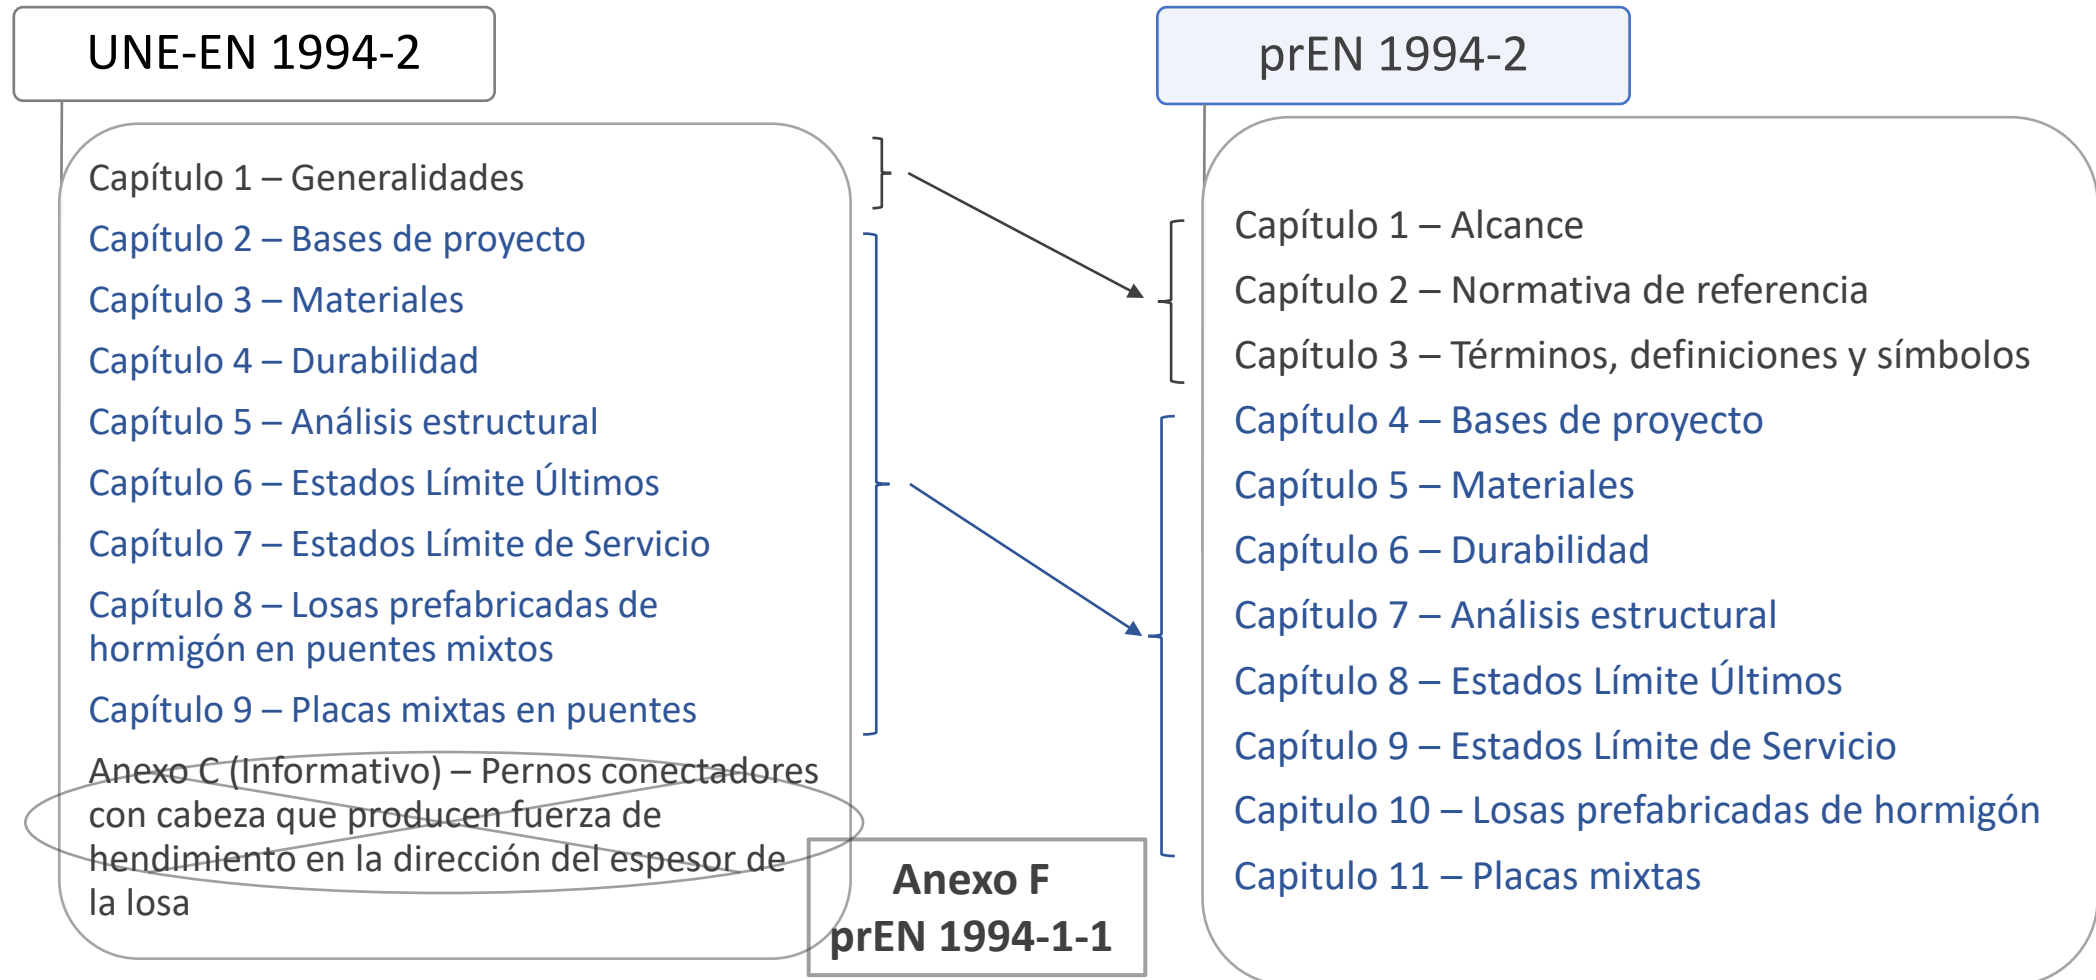 UNE-EN 1994-2
Capítulo 1 – Generalidades
Capítulo 2 – Bases de proyecto
Capítulo 3 – Materiales
Capítulo 4 – Durabilidad
Capítulo 5 – Análisis estructural
Capítulo 6 – Estados Límite Últimos
Capítulo 7 – Estados Límite de Servicio
Capítulo 8 – Losas prefabricadas de
hormigón en puentes mixtos
Capítulo 9 – Placas mixtas en puentes
Anexo C (Informativo) – Pernos conectadores
con cabeza que producen fuerza de
hendimiento en la dirección del espesor de
la losa
Anexo F
prEN 1994-1-1
prEN 1994-2
Capítulo 1 – Alcance
Capítulo 2 – Normativa de referencia
Capítulo 3 – Términos, definiciones y símbolos
Capítulo 4 – Bases de proyecto
Capítulo 5 – Materiales
Capítulo 6 – Durabilidad
Capítulo 7 – Análisis estructural
Capítulo 8 – Estados Límite Últimos
Capítulo 9 – Estados Límite de Servicio
Capitulo 10 – Losas prefabricadas de hormigón
Capitulo 11 – Placas mixtas